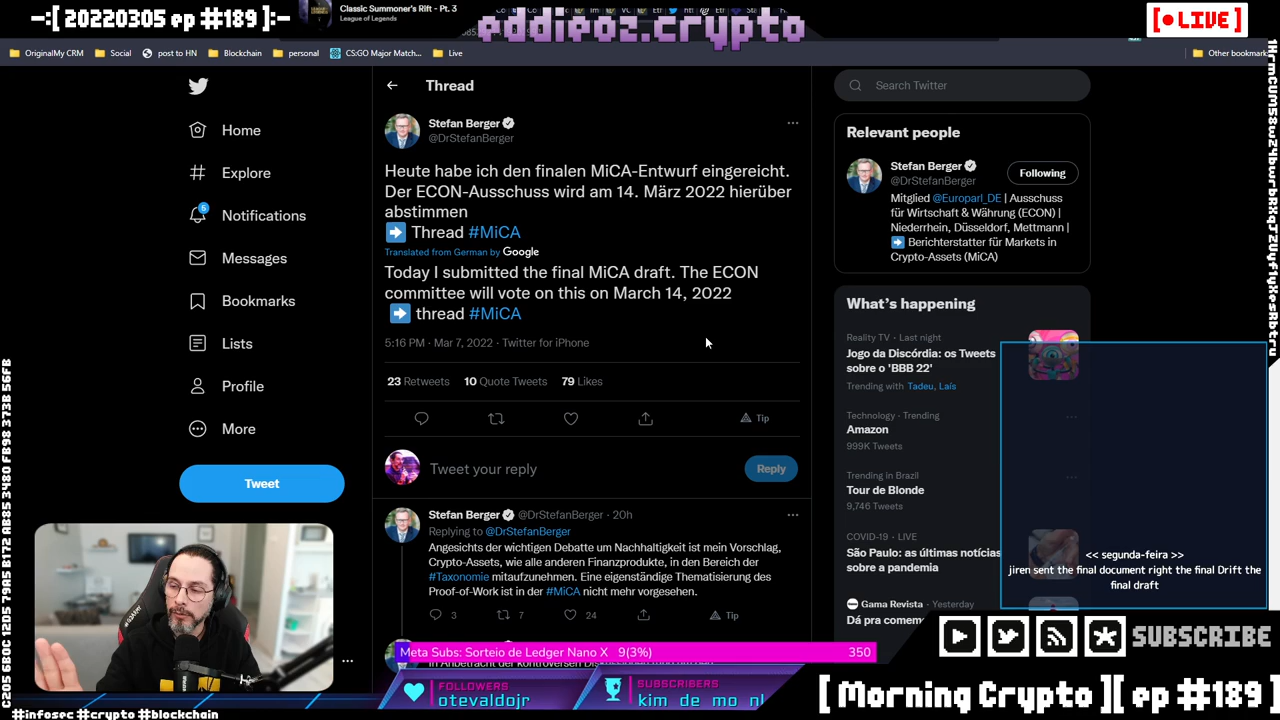 -:[ 20220305 ep #189 ]:-
Classic Summoner's Rift - Pt. 3
League of Legends
eddieoz.crypto
[ LIVE ]
OriginalMy CRM
Social
post to HN
Blockchain
personal
CS:GO Major Match...
Live
Other bookmark
Home
Explore
5
Notifications
Messages
Bookmarks
Lists
Profile
More
Tweet
Thread
Stefan Berger
@DrStefanBerger
Heute habe ich den finalen MiCA-Entwurf eingereicht.
Der ECON-Ausschuss wird am 14. März 2022 hierüber
abstimmen
Thread #MiCA
Translated from German by Google
Today I submitted the final MiCA draft. The ECON
committee will vote on this on March 14, 2022
thread #MiCA
5:16 PM · Mar 7, 2022 · Twitter for iPhone
23 Retweets 10 Quote Tweets 79 Likes
Tip
Tweet your reply
Reply
Stefan Berger @DrStefanBerger · 20h
Replying to @DrStefanBerger
Angesichts der wichtigen Debatte um Nachhaltigkeit ist mein Vorschlag,
Crypto-Assets, wie alle anderen Finanzprodukte, in den Bereich der
#Taxonomie mitaufzunehmen. Eine eigenständige Thematisierung des
Proof-of-Work ist in der #MiCA nicht mehr vorgesehen.
3 7 24 Tip
Search Twitter
Relevant people
Stefan Berger
@DrStefanBerger
Following
Mitglied @Europarl_DE | Ausschuss
für Wirtschaft & Währung (ECON) |
Niederrhein, Düsseldorf, Mettmann |
Berichterstatter für Markets in
Crypto-Assets (MiCA)
What's happening
Reality TV · Last night
Jogo da Discórdia: os Tweets
sobre o 'BBB 22'
Trending with Tadeu, Laís
Technology · Trending
Amazon
999K Tweets
Trending in Brazil
Tour de Blonde
9,746 Tweets
COVID-19 · LIVE
São Paulo: as últimas notícias
sobre a pandemia
Gama Revista · Yesterday
<< segunda-feira >>
jiren sent the final document right the final Drift the
final draft
Meta Subs: Sorteio de Ledger Nano X 9(3%)
350
FOLLOWERS
otevaldojr
SUBSCRIBERS
kim de mo nl
SUBSCRIBE
[ Morning Crypto ][ ep #189 ]
#infosec #crypto #blockchain